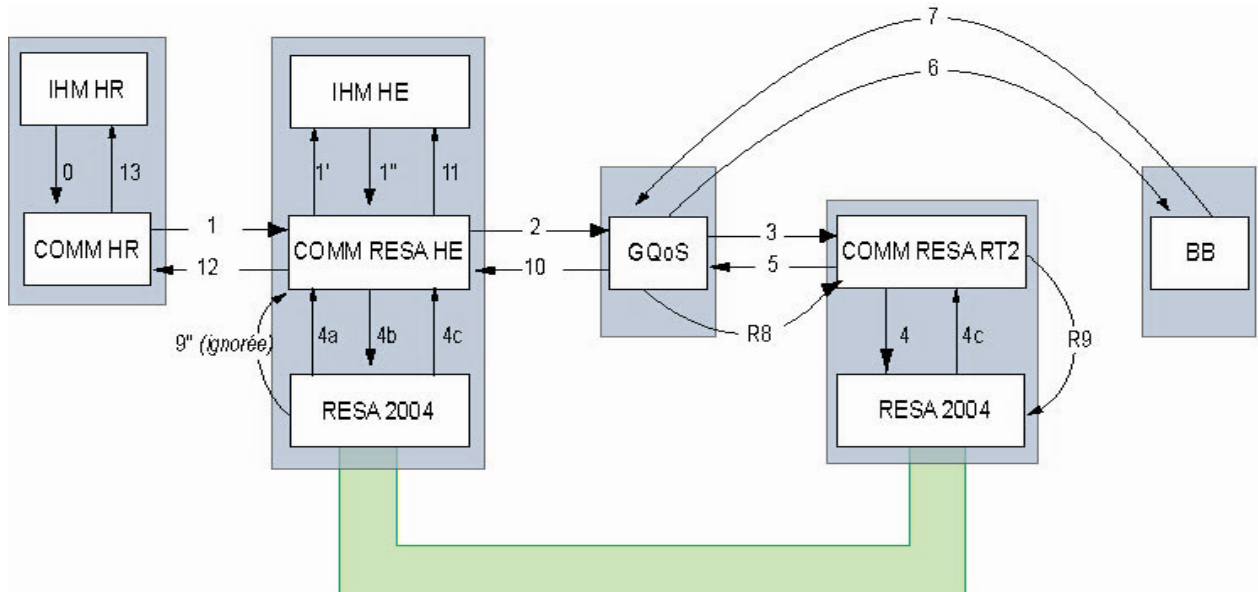 7
6
IHM HR
IHM HE
0
13
1'
1"
11
COMM HR
1
12
COMM RESA HE
2
10
GQoS
3
5
COMM RESA RT2
BB
R8
9" (ignorée)
4a
4b
4c
4
4c
R9
RESA 2004
RESA 2004